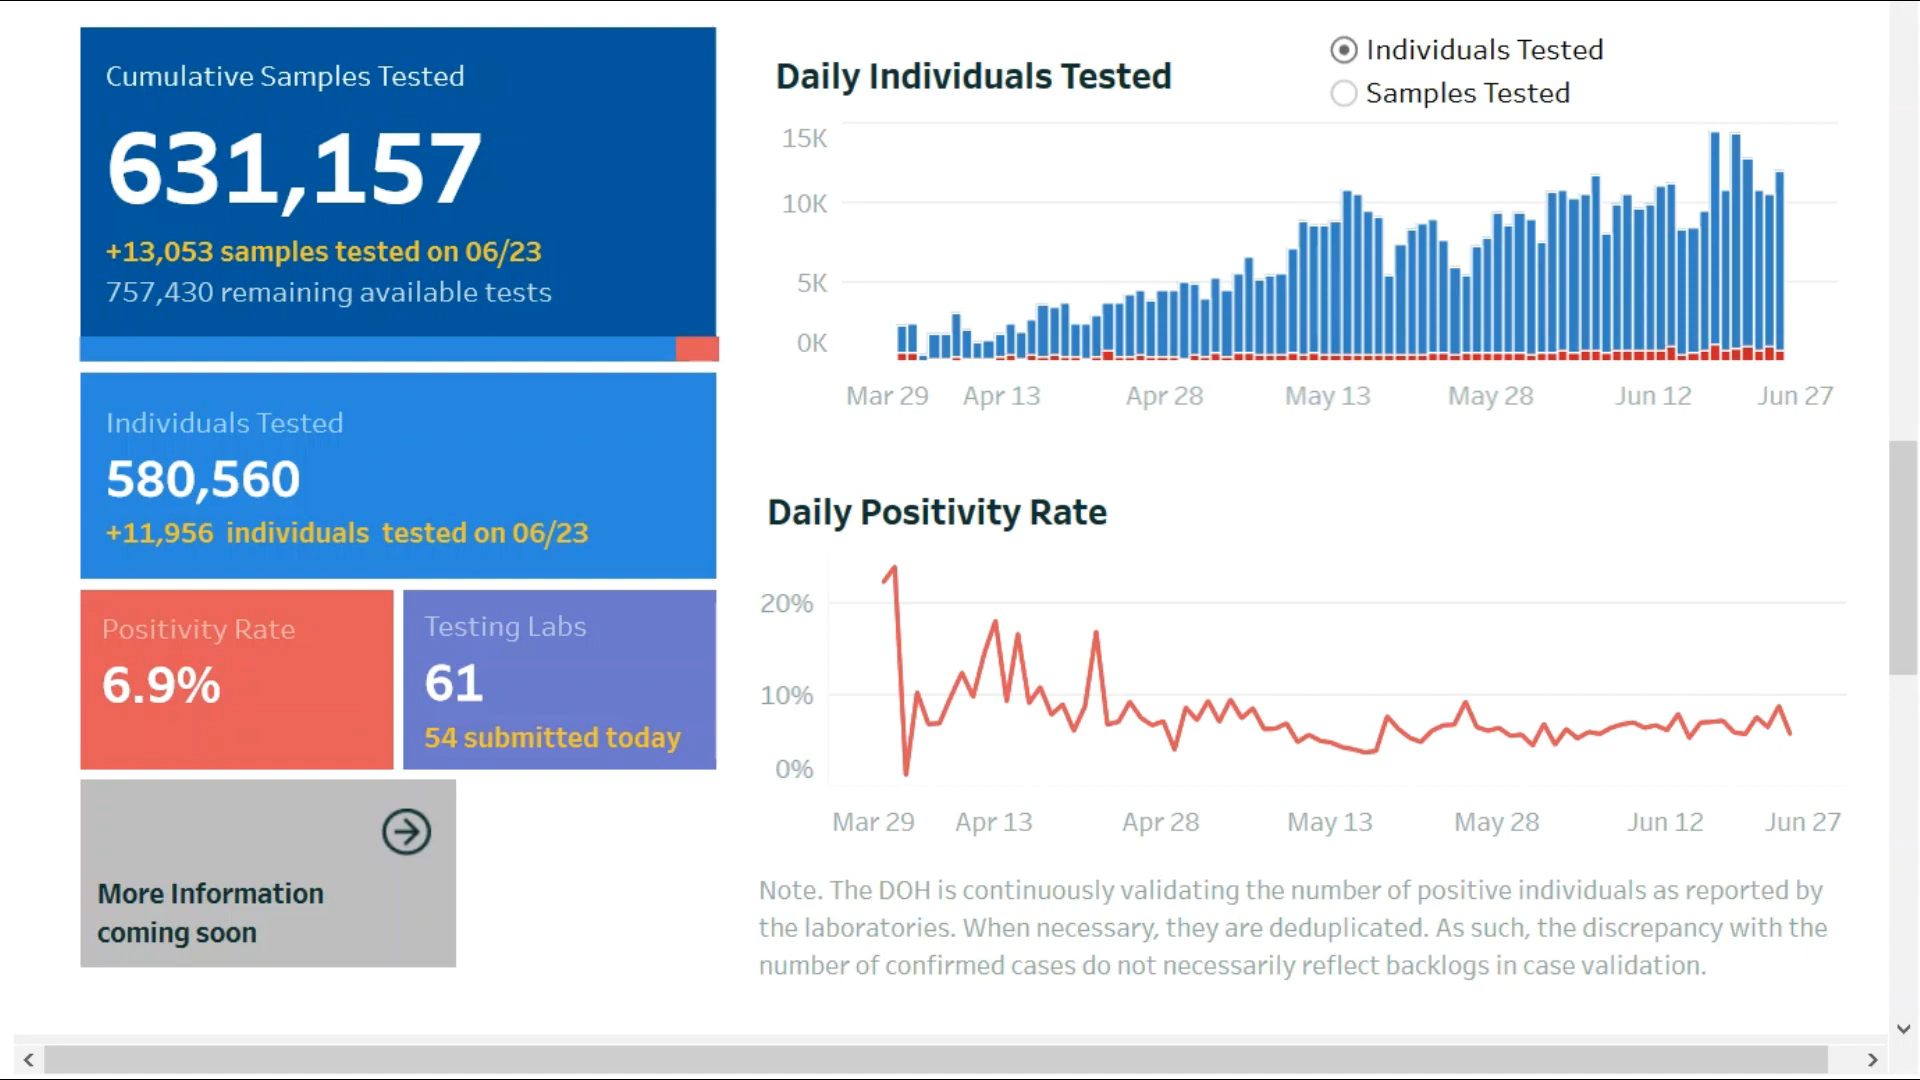 Cumulative Samples Tested
631,157
+13,053 samples tested on 06/23
757,430 remaining available tests
Individuals Tested
580,560
+11,956 individuals tested on 06/23
Positivity Rate
6.9%
Testing Labs
61
54 submitted today
More Information
coming soon
Daily Individuals Tested
Individuals Tested
Samples Tested
15K
10K
5K
0K
Mar 29 Apr 13 Apr 28 May 13 May 28 Jun 12 Jun 27
Daily Positivity Rate
20%
10%
0%
Mar 29 Apr 13 Apr 28 May 13 May 28 Jun 12 Jun 27
Note. The DOH is continuously validating the number of positive individuals as reported by
the laboratories. When necessary, they are deduplicated. As such, the discrepancy with the
number of confirmed cases do not necessarily reflect backlogs in case validation.